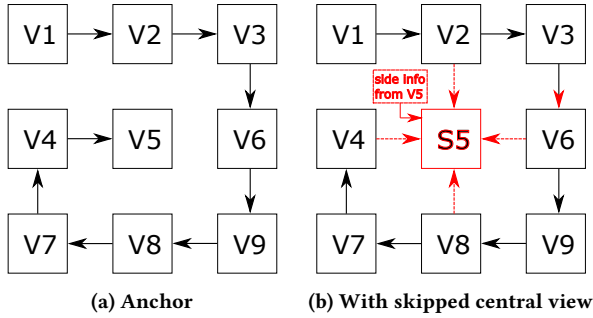 V1 V2 V3 V1 V2 V3
side info
from V5
V4 V5 V6 V4 S5 V6
V7 V8 V9 V7 V8 V9
(a) Anchor (b) With skipped central view